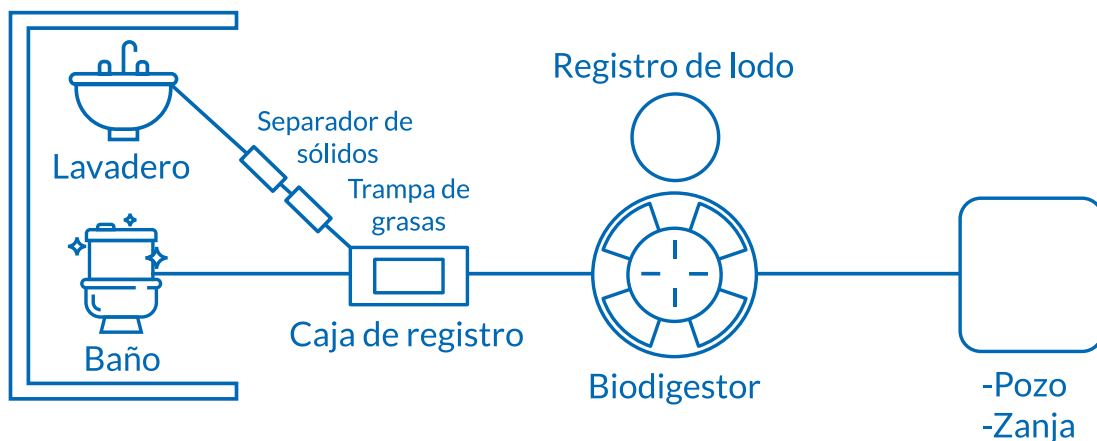 Lavadero
Separador de
sólidos
Trampa de
grasas
Baño
Caja de registro
Registro de lodo
Biodigestor
-Pozo
-Zanja